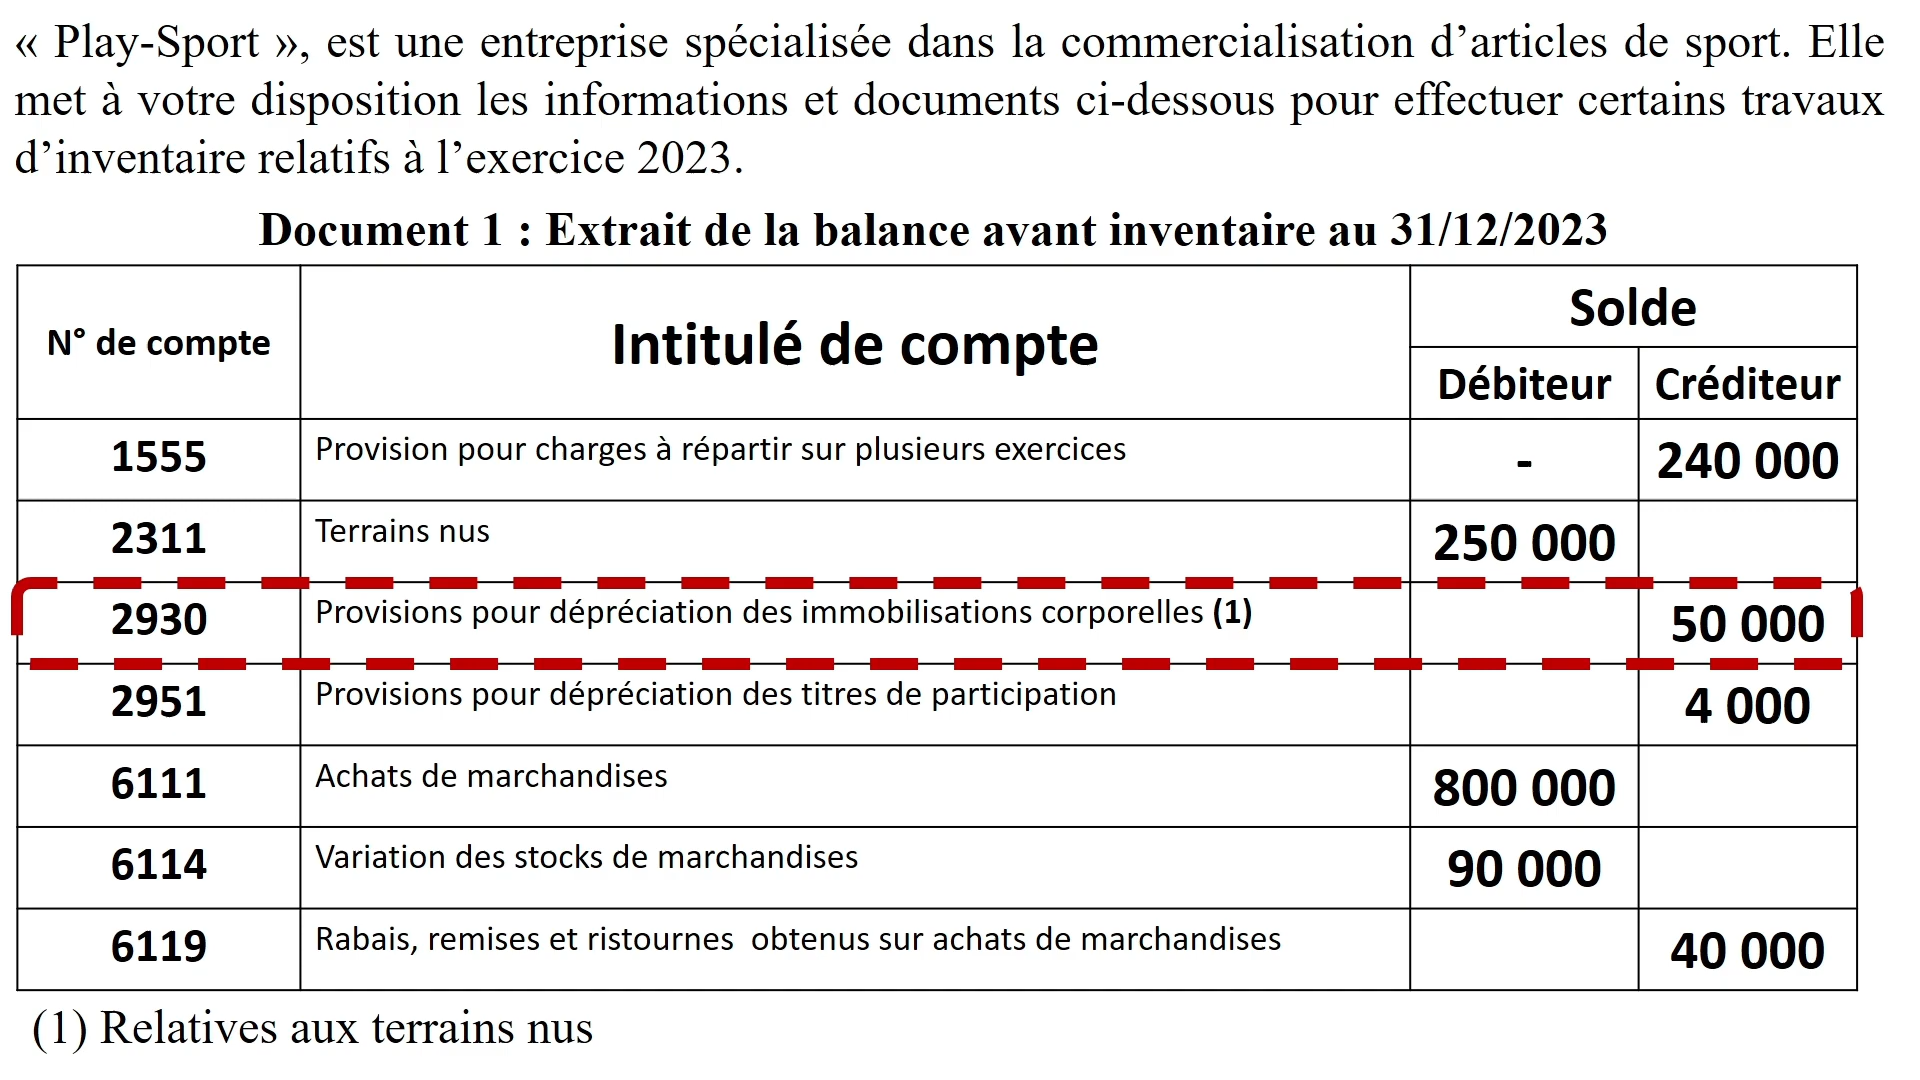 « Play-Sport », est une entreprise spécialisée dans la commercialisation d’articles de sport. Elle
met à votre disposition les informations et documents ci-dessous pour effectuer certains travaux
d’inventaire relatifs à l’exercice 2023.
Document 1 : Extrait de la balance avant inventaire au 31/12/2023
N° de compte Intitulé de compte Solde
Débiteur Créditeur
1555 Provision pour charges à répartir sur plusieurs exercices - 240 000
2311 Terrains nus 250 000
2930 Provisions pour dépréciation des immobilisations corporelles (1) 50 000
2951 Provisions pour dépréciation des titres de participation 4 000
6111 Achats de marchandises 800 000
6114 Variation des stocks de marchandises 90 000
6119 Rabais, remises et ristournes obtenus sur achats de marchandises 40 000
(1) Relatives aux terrains nus